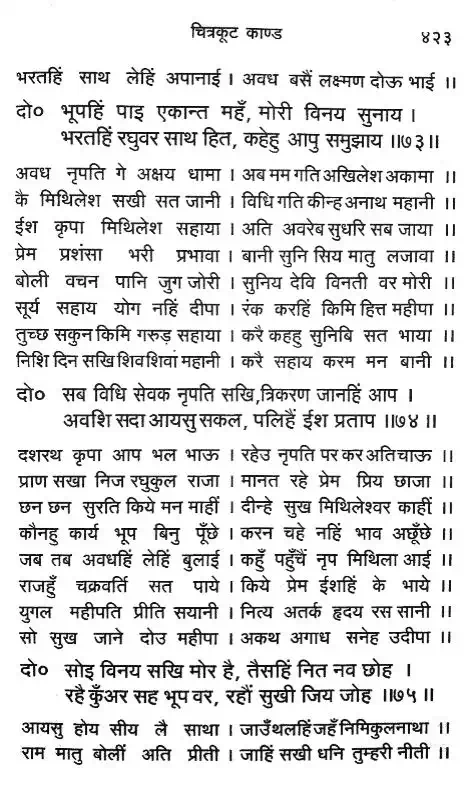 चित्रकूट काण्ड
४२३
भरतहिं साथ लेहिं अपानाई । अवध बसैं लक्ष्मण दोऊ भाई ।।
दो० भूपहिं पाइ एकान्त महँ, मोरी विनय सुनाय ।
भरतहिं रघुवर साथ हित, कहेहु आपु समुझाय ।।७३।।
अवध नृपति गे अक्षय धामा । अब मम गति अखिलेश अकामा ।।
कै मिथिलेश सखी सत जानी । विधि गति कीन्ह अनाथ महानी ।।
ईश कृपा मिथिलेश सहाया । अति अवरेब सुधरि सब जाया ।।
प्रेम प्रशंसा भरी प्रभावा । बानी सुनि सिय मातु लजावा ।।
बोली वचन पानि जुग जोरी । सुनिय देवि विनती वर मोरी ।।
सूर्य सहाय योग नहिं दीपा । रंक करहिं किमि हित्त महीपा ।।
तुच्छ सकुन किमि गरुड़ सहाया । करै कहहु सुनिबि सत भाया ।।
निशि दिन सखि शिवशिवां महानी । करै सहाय करम मन बानी ।।
दो० सब विधि सेवक नृपति सखि,त्रिकरण जानहिं आप ।
अवशि सदा आयसु सकल, पलिहैं ईश प्रताप ।।७४।।
दशरथ कृपा आप भल भाऊ । रहेउ नृपति पर कर अति चाऊ ।।
प्राण सखा निज रघुकुल राजा । मानत रहे प्रेम प्रिय छाजा ।।
छन छन सुरति किये मन माहीं । दीन्हे सुख मिथिलेश्वर काहीं ।।
कौनहु कार्य भूप बिनु पूँछे । करन चहे नहिं भाव अछूँछे ।।
जब तब अवधहिं लेहिं बुलाई । कहुँ पहुँचैं नृप मिथिला आई ।।
राजहुँ चक्रवर्ति सत पाये । किये प्रेम ईशहिं के भाये ।।
युगल महीपति प्रीति सयानी । नित्य अतर्क हृदय रस सानी ।।
सो सुख जाने दोउ महीपा । अकथ अगाध सनेह उदीपा ।।
दो० सोइ विनय सखि मोर है, तैसहिं नित नव छोह ।
रहै कुँअर सह भूप वर, रहौं सुखी जिय जोह ।।७५।।
आयसु होय सीय लै साथा । जाउँ थलहिं जहँ निमिकुलनाथा ।।
राम मातु बोलीं अति प्रीती । जाहिं सखी धनि तुम्हरी नीती ।।